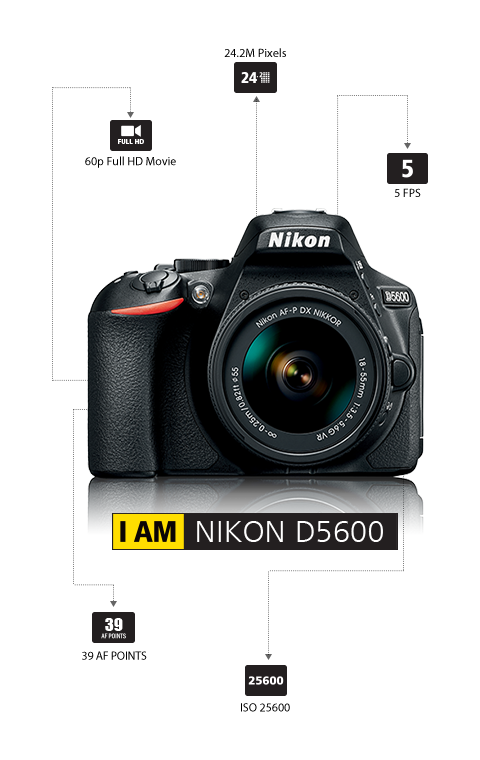 24.2M Pixels
24
FULL HD
60p Full HD Movie
5
5 FPS
Nikon
D5600
Nikon AF-P DX NIKKOR
18-55mm 1:3.5-5.6G VR
∞-0.25m/0.82ft ø55
I AM NIKON D5600
39
AF POINTS
39 AF POINTS
25600
ISO 25600